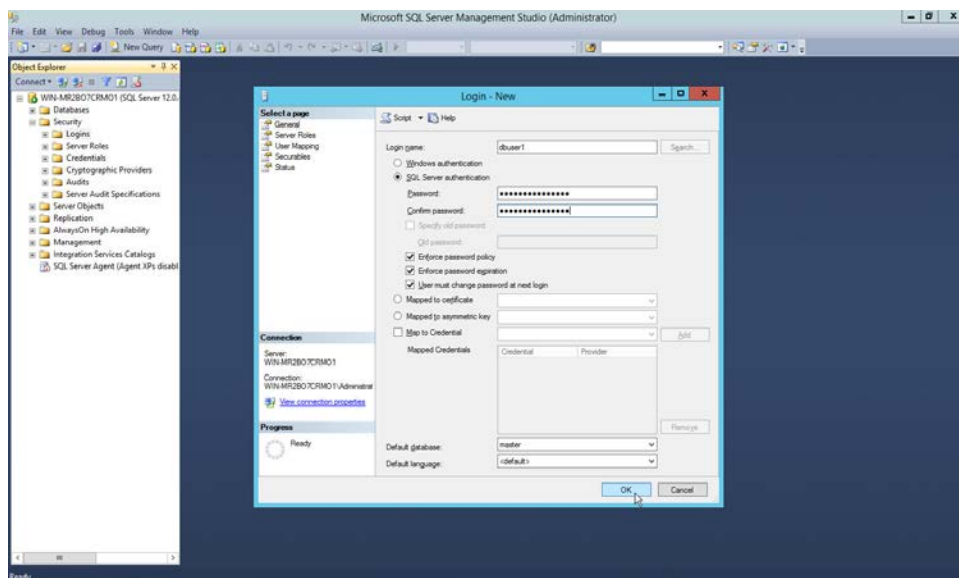 Microsoft SQL Server Management Studio (Administrator)
File Edit View Debug Tools Window Help
New Query
Object Explorer
Connect
WIN-MR2BO7CRMO1 (SQL Server 12.0.
Databases
Security
Logins
Server Roles
Credentials
Cryptographic Providers
Audits
Server Audit Specifications
Server Objects
Replication
AlwaysOn High Availability
Management
Integration Services Catalogs
SQL Server Agent (Agent XPs disabl
Login - New
Select a page
General
Server Roles
User Mapping
Securables
Status
Script Help
Login name: dbuser1 Search...
Windows authentication
SQL Server authentication
Password: •••••••••••••••
Confirm password: •••••••••••••••
Specify old password
Old password:
Enforce password policy
Enforce password expiration
User must change password at next login
Mapped to certificate
Mapped to asymmetric key
Map to Credential Add
Mapped Credentials Credential Provider
Remove
Default database: master
Default language: <default>
Connection
Server:
WIN-MR2BO7CRMO1
Connection:
WIN-MR2BO7CRMO1\Administrat
View connection properties
Progress
Ready
OK Cancel
Ready